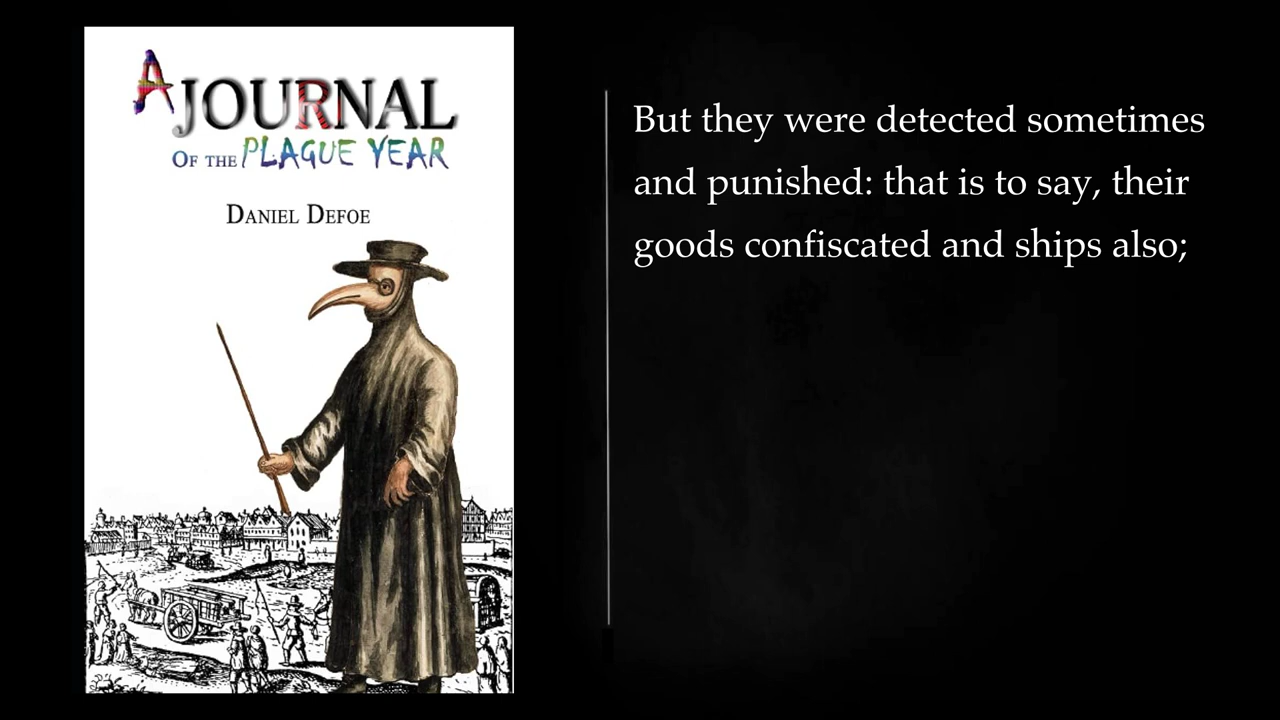 A JOURNAL
OF THE PLAGUE YEAR
DANIEL DEFOE
But they were detected sometimes
and punished: that is to say, their
goods confiscated and ships also;